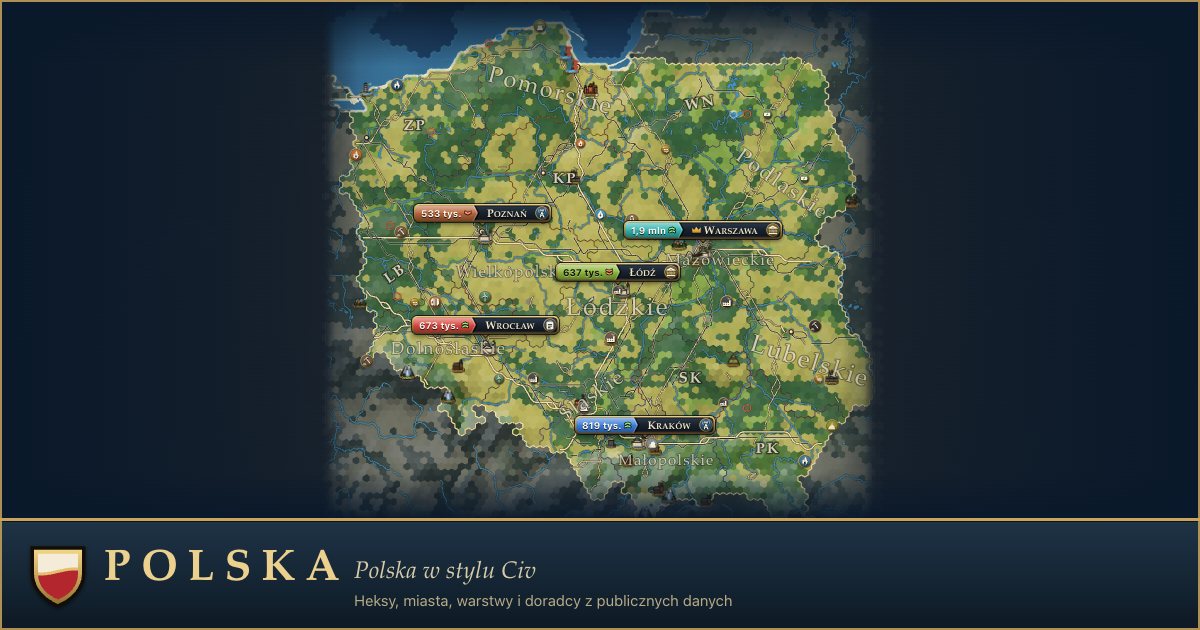 Pomorskie
WN
ZP
Podlaskie
KP
533 tys. Poznań
1,9 mln Warszawa
Mazowieckie
LB
Wielkopolsk
637 tys. Łódź
Łódzkie
673 tys. Wrocław
Dolnośląskie
Lubelskie
SK
819 tys. Kraków
Małopolskie
PK
POLSKA
Polska w stylu Civ
Heksy, miasta, warstwy i doradcy z publicznych danych